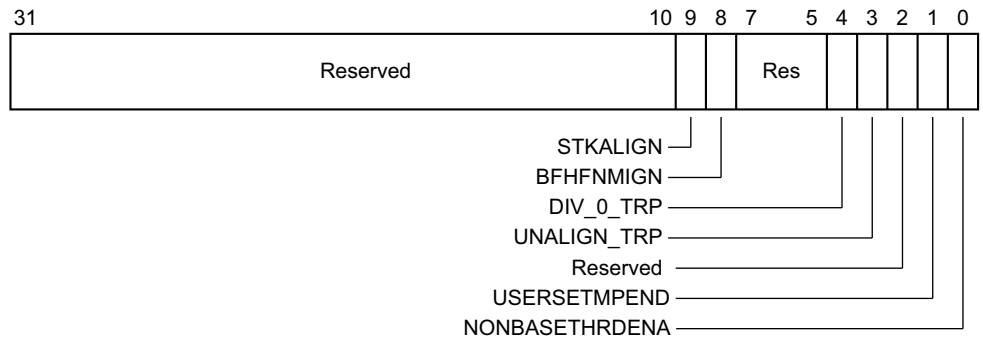 31 10 9 8 7 5 4 3 2 1 0
Reserved Res
STKALIGN
BFHFNMIGN
DIV_0_TRP
UNALIGN_TRP
Reserved
USERSETMPEND
NONBASETHRDENA